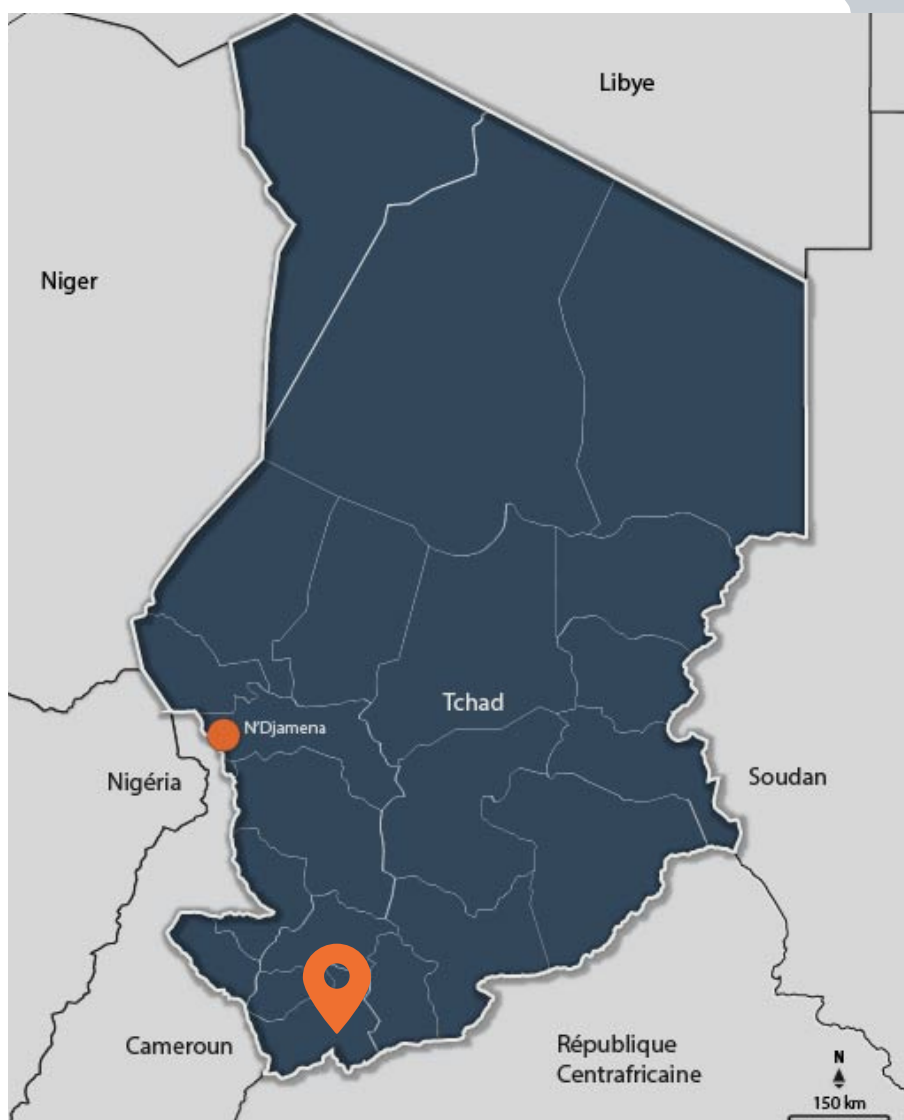 Libye
Niger
Tchad
N'Djamena
Nigéria
Soudan
Cameroun
République
Centrafricaine
N
150 km